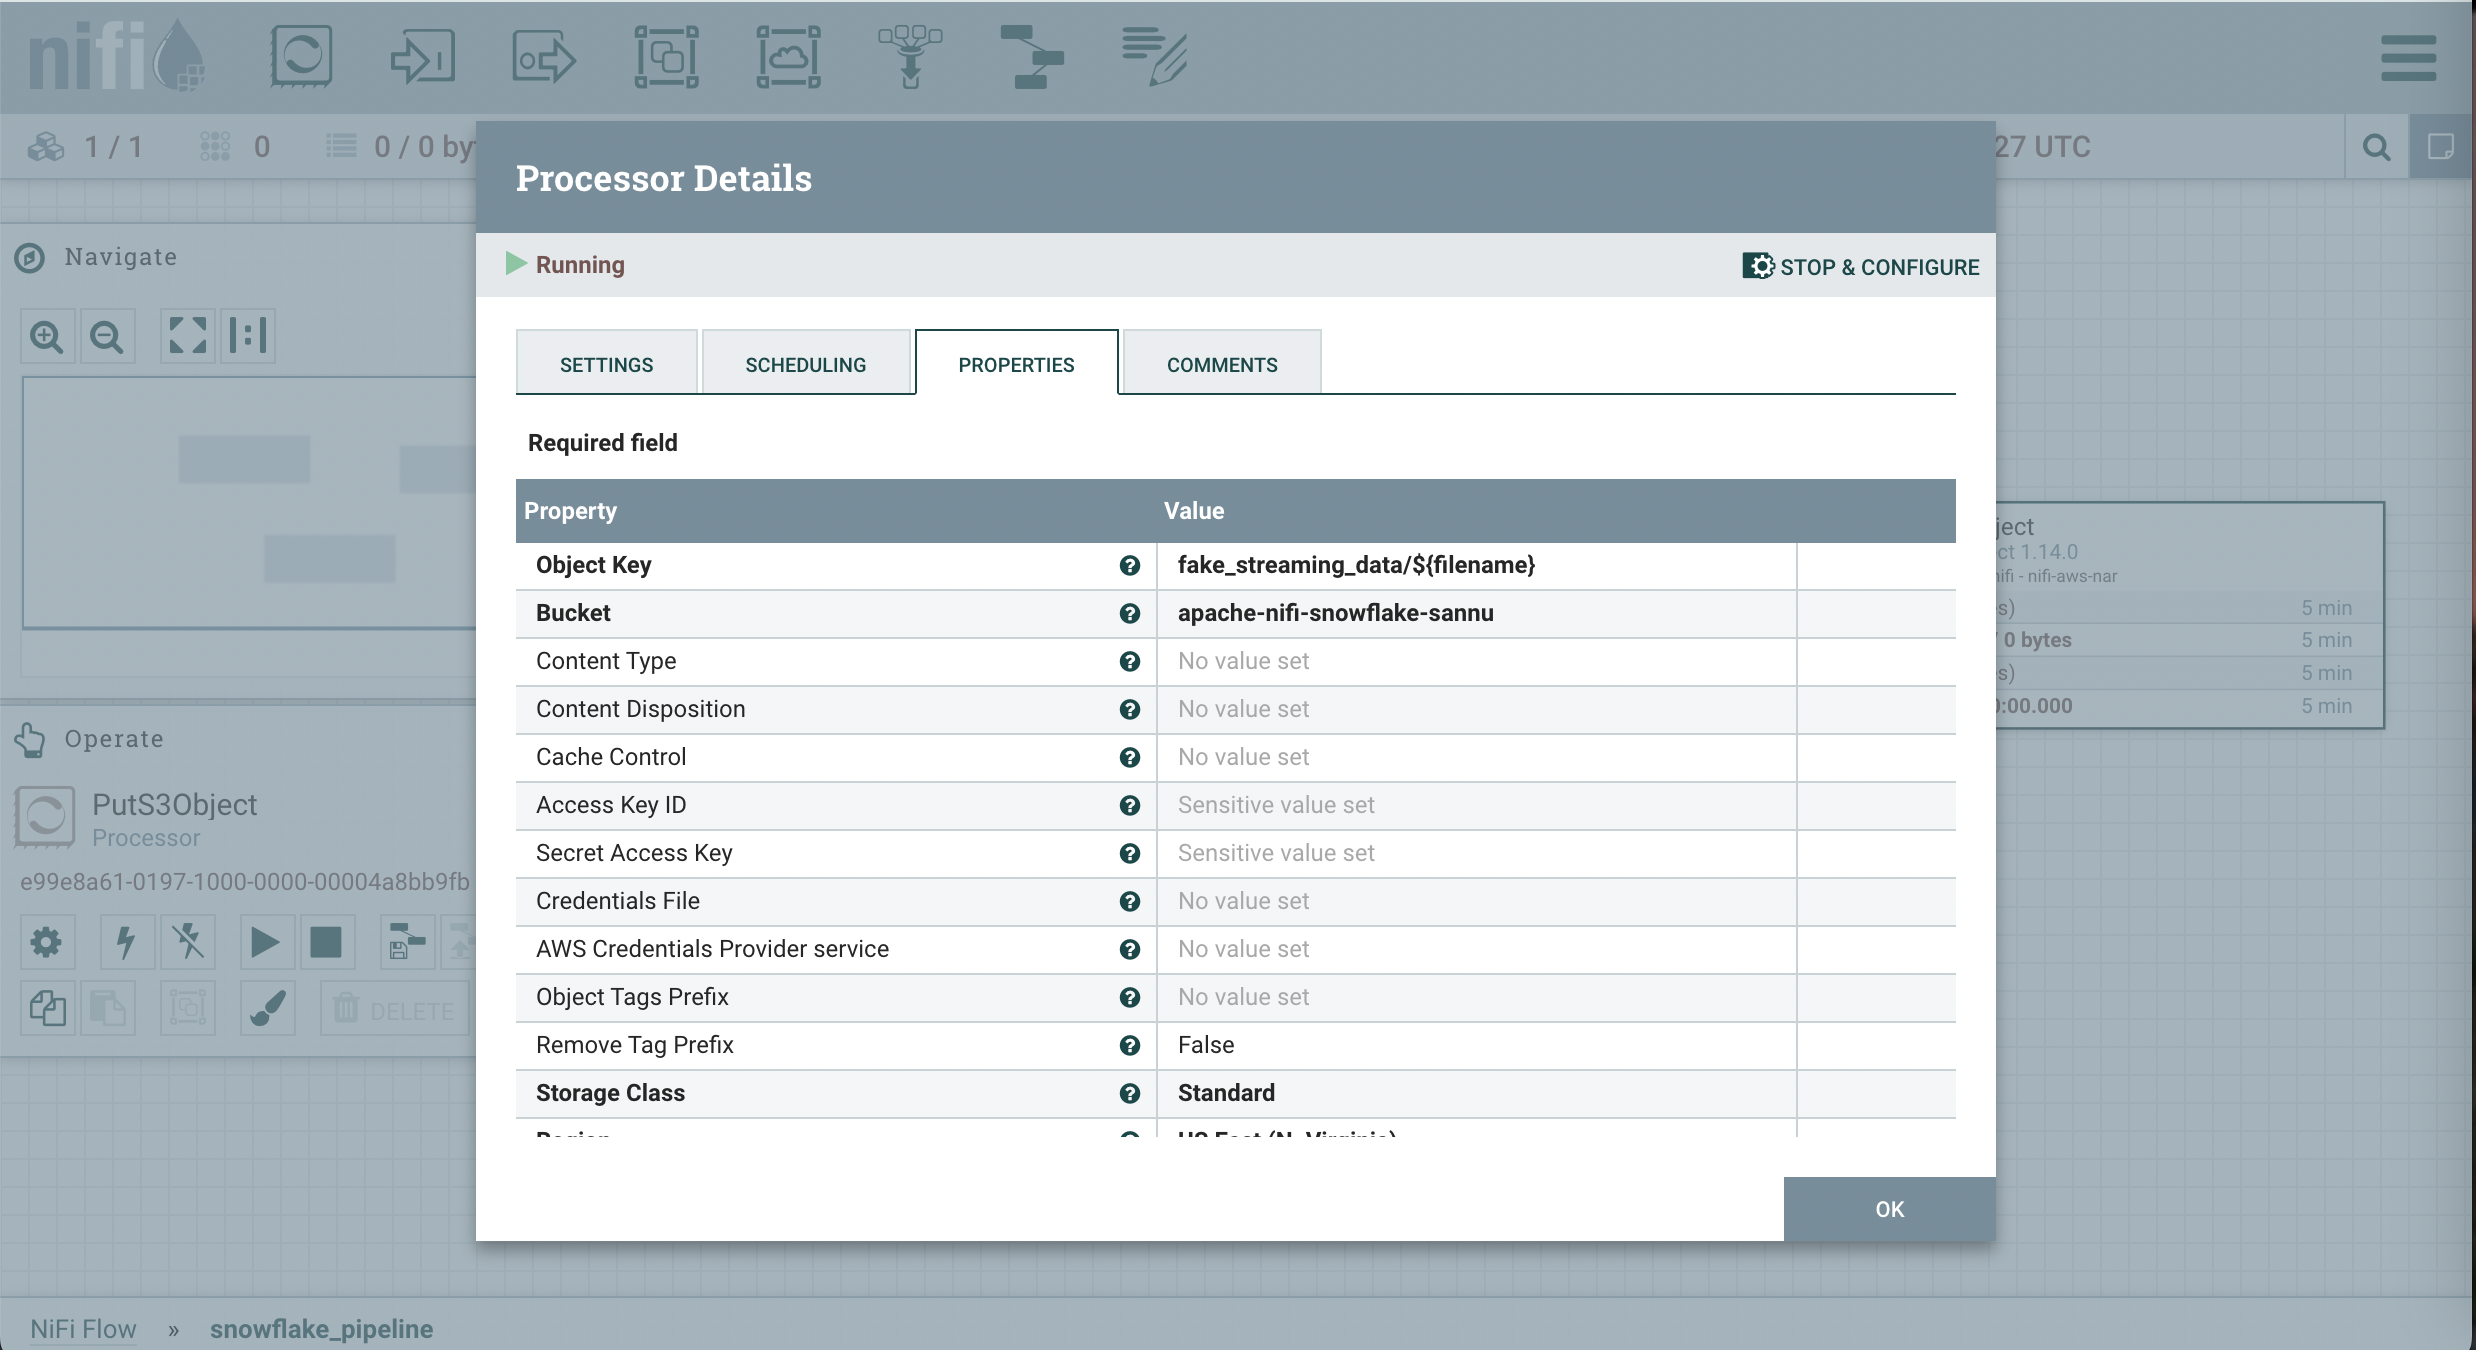 nifi
1 / 1 0 0 / 0 by
27 UTC
Navigate
Operate
PutS3Object
Processor
e99e8a61-0197-1000-0000-00004a8bb9fb
DELETE
Processor Details
Running
STOP & CONFIGURE
SETTINGS SCHEDULING PROPERTIES COMMENTS
Required field
Property Value
Object Key ? fake_streaming_data/${filename}
Bucket ? apache-nifi-snowflake-sannu
Content Type ? No value set
Content Disposition ? No value set
Cache Control ? No value set
Access Key ID ? Sensitive value set
Secret Access Key ? Sensitive value set
Credentials File ? No value set
AWS Credentials Provider service ? No value set
Object Tags Prefix ? No value set
Remove Tag Prefix ? False
Storage Class ? Standard
Region US East (N. Virginia)
OK
ject
ct 1.14.0
nifi - nifi-aws-nar
s) 5 min
/ 0 bytes 5 min
s) 5 min
0:00.000 5 min
NiFi Flow » snowflake_pipeline